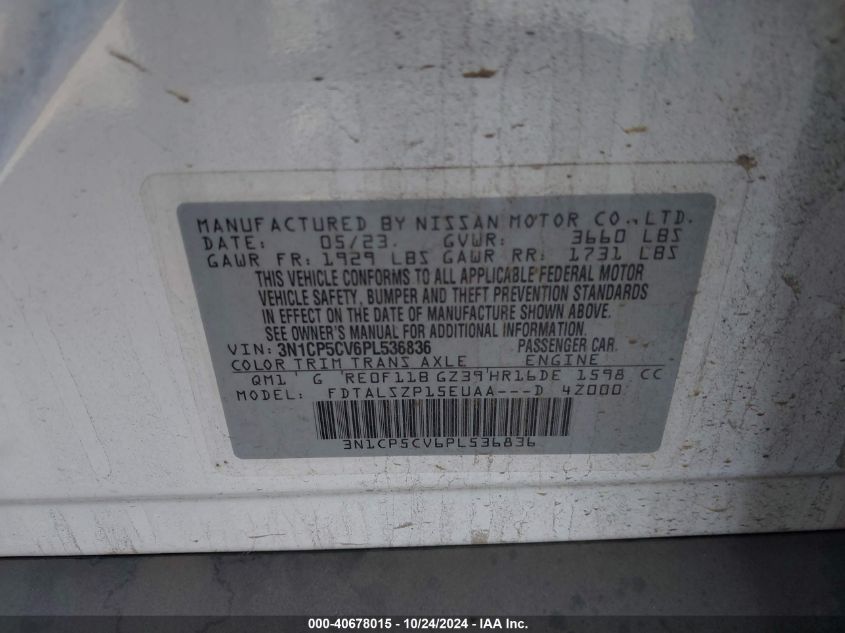 MANUFACTURED BY NISSAN MOTOR CO., LTD.
DATE: 05/23. GVWR: 3660 LBS
GAWR FR: 1929 LBS GAWR RR: 1731 LBS
THIS VEHICLE CONFORMS TO ALL APPLICABLE FEDERAL MOTOR
VEHICLE SAFETY, BUMPER AND THEFT PREVENTION STANDARDS
IN EFFECT ON THE DATE OF MANUFACTURE SHOWN ABOVE.
SEE OWNER'S MANUAL FOR ADDITIONAL INFORMATION.
VIN: 3N1CP5CV6PL536836 PASSENGER CAR.
COLOR TRIM TRANS AXLE ENGINE
QM1 G RE0F11B GZ39 HR16DE 1598 CC
MODEL: FDTALSZP15EUAA---D 4Z000
3N1CP5CV6PL536836
000-40678015 - 10/24/2024 - IAA Inc.